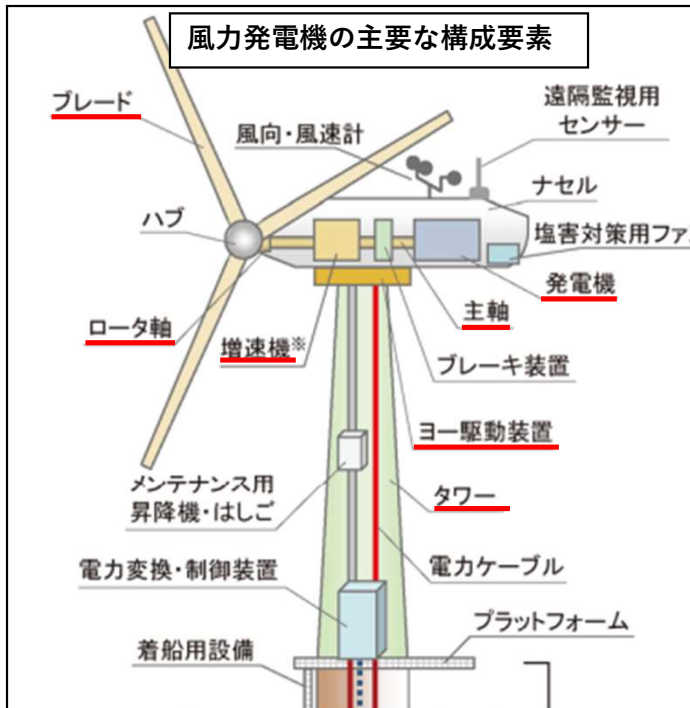 風力発電機の主要な構成要素
ブレード
風向・風速計
遠隔監視用
センサー
ハブ
ナセル
塩害対策用ファ
発電機
主軸
ロータ軸
増速機※
ブレーキ装置
ヨー駆動装置
メンテナンス用
昇降機・はしご
タワー
電力変換・制御装置
電力ケーブル
プラットフォーム
着船用設備